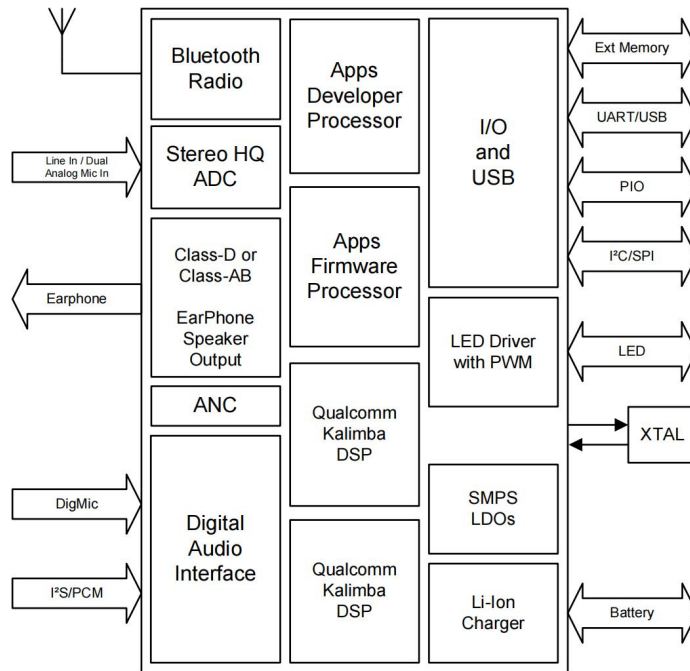 Bluetooth
Radio
Apps
Developer
Processor
I/O
and
USB
Ext Memory
UART/USB
PIO
I²C/SPI
Line In / Dual
Analog Mic In
Stereo HQ
ADC
Apps
Firmware
Processor
Class-D or
Class-AB
EarPhone
Speaker
Output
Earphone
LED Driver
with PWM
LED
ANC
Qualcomm
Kalimba
DSP
XTAL
DigMic
I²S/PCM
Digital
Audio
Interface
SMPS
LDOs
Qualcomm
Kalimba
DSP
Li-Ion
Charger
Battery